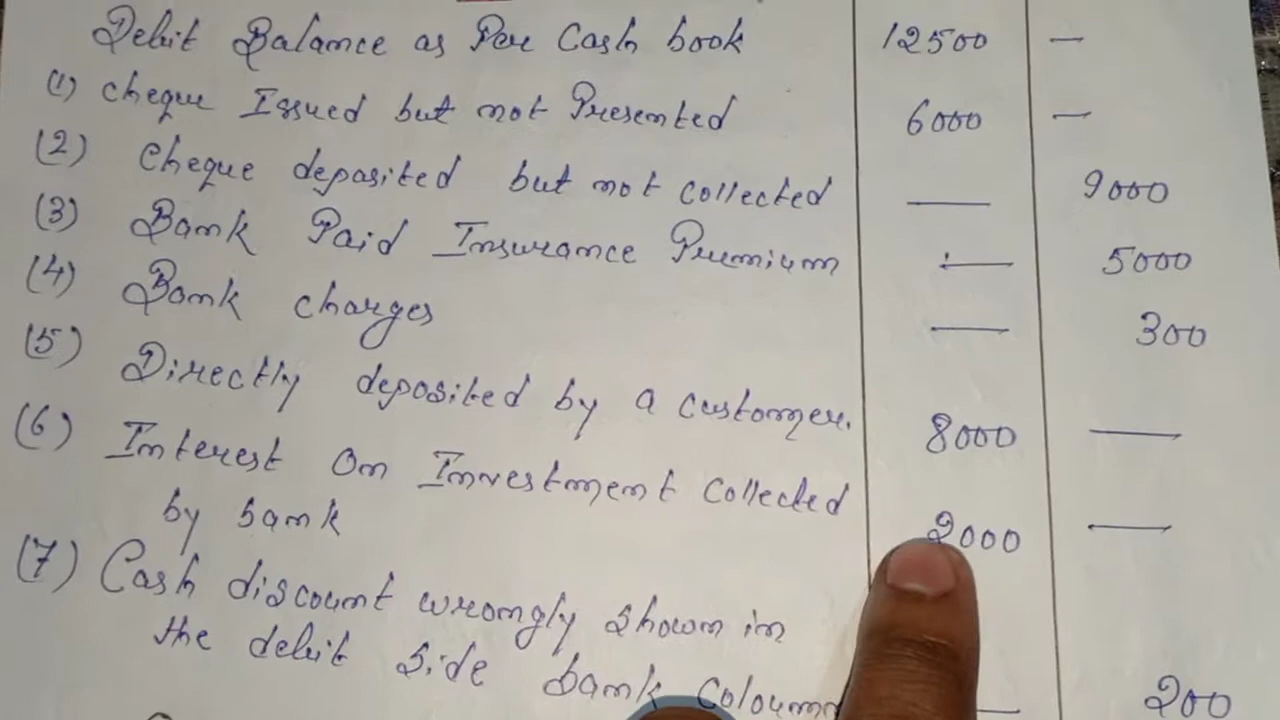 Debit Balance as Per Cash book 12500 —
(1) Cheque Issued but not Presented 6000 —
(2) Cheque deposited but not collected — 9000
(3) Bank Paid Insurance Premium — 5000
(4) Bank charges — 300
(5) Directly deposited by a customer. 8000 —
(6) Interest on Investment collected
by bank 2000 —
(7) Cash discount wrongly shown in
the debit side bank coloumn — 200